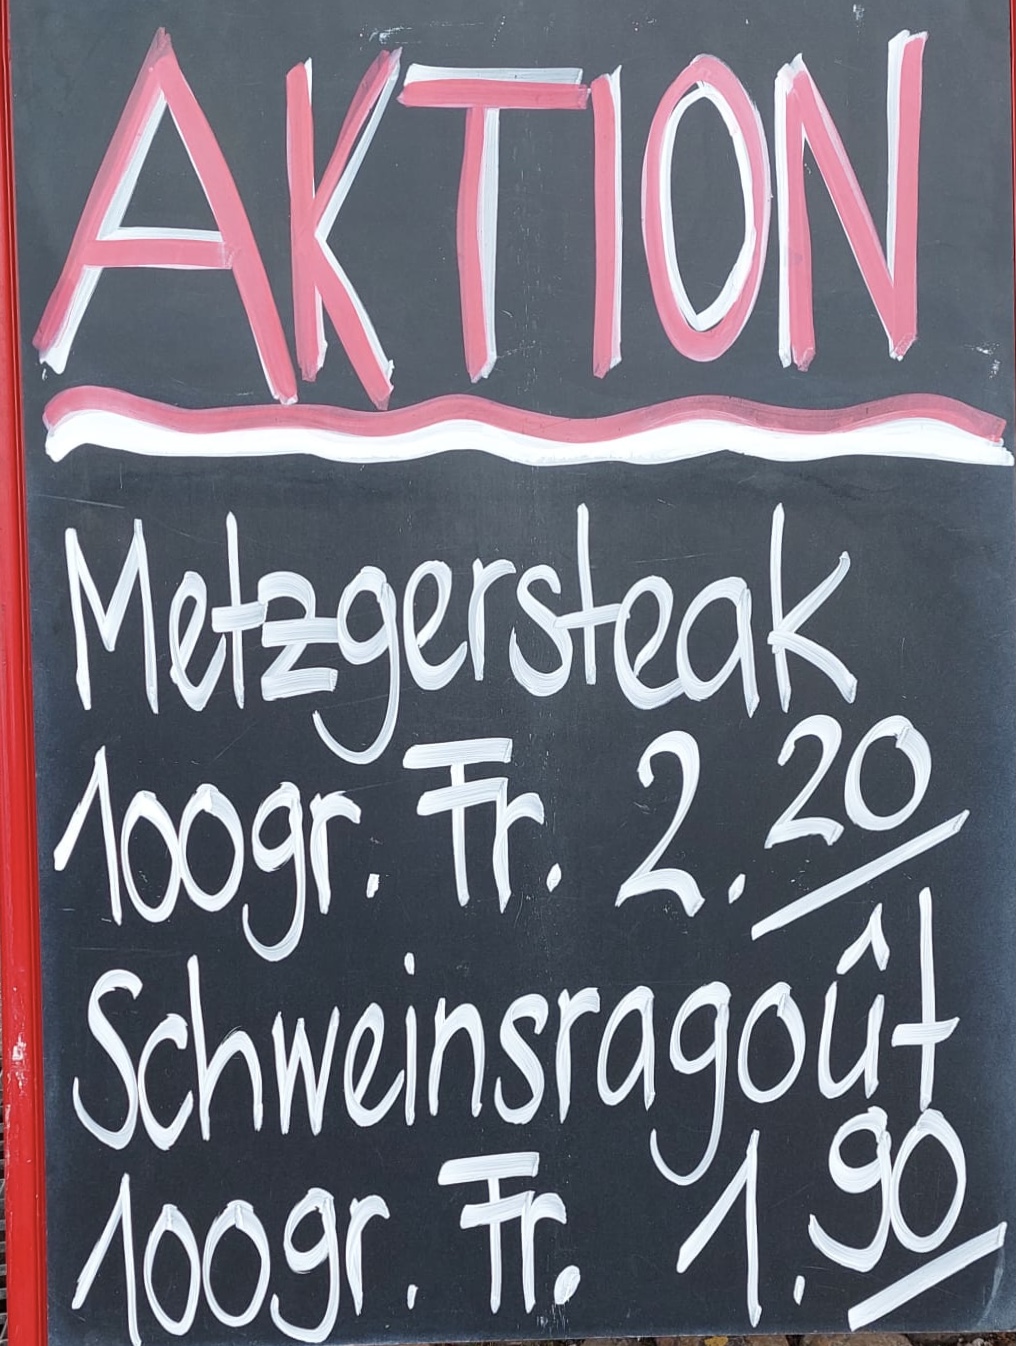 AKTION
Metzgersteak
100gr. Fr. 2.20
Schweinsragoût
100gr. Fr. 1.90